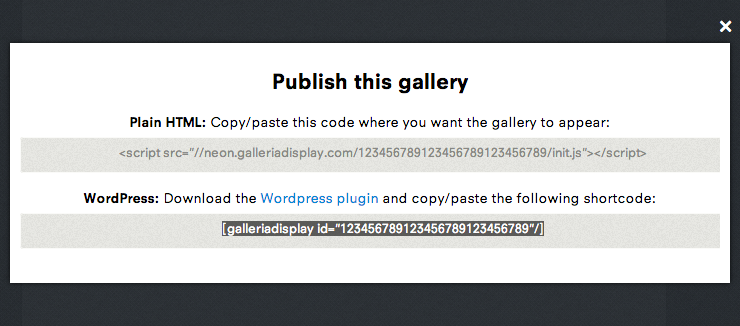 Publish this gallery
Plain HTML: Copy/paste this code where you want the gallery to appear:
<script src="//neon.galleriadisplay.com/123456789123456789123456789/init.js"></script>
WordPress: Download the Wordpress plugin and copy/paste the following shortcode:
[galleriadisplay id="123456789123456789123456789"/]